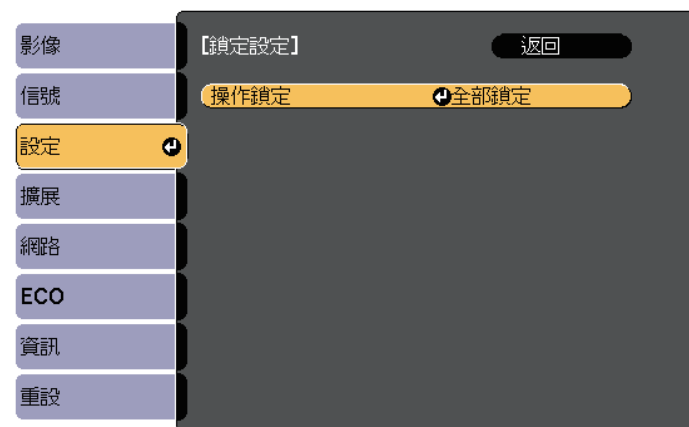 影像
信號
設定
擴展
網路
ECO
資訊
重設
【鎖定設定】
返回
操作鎖定 全部鎖定